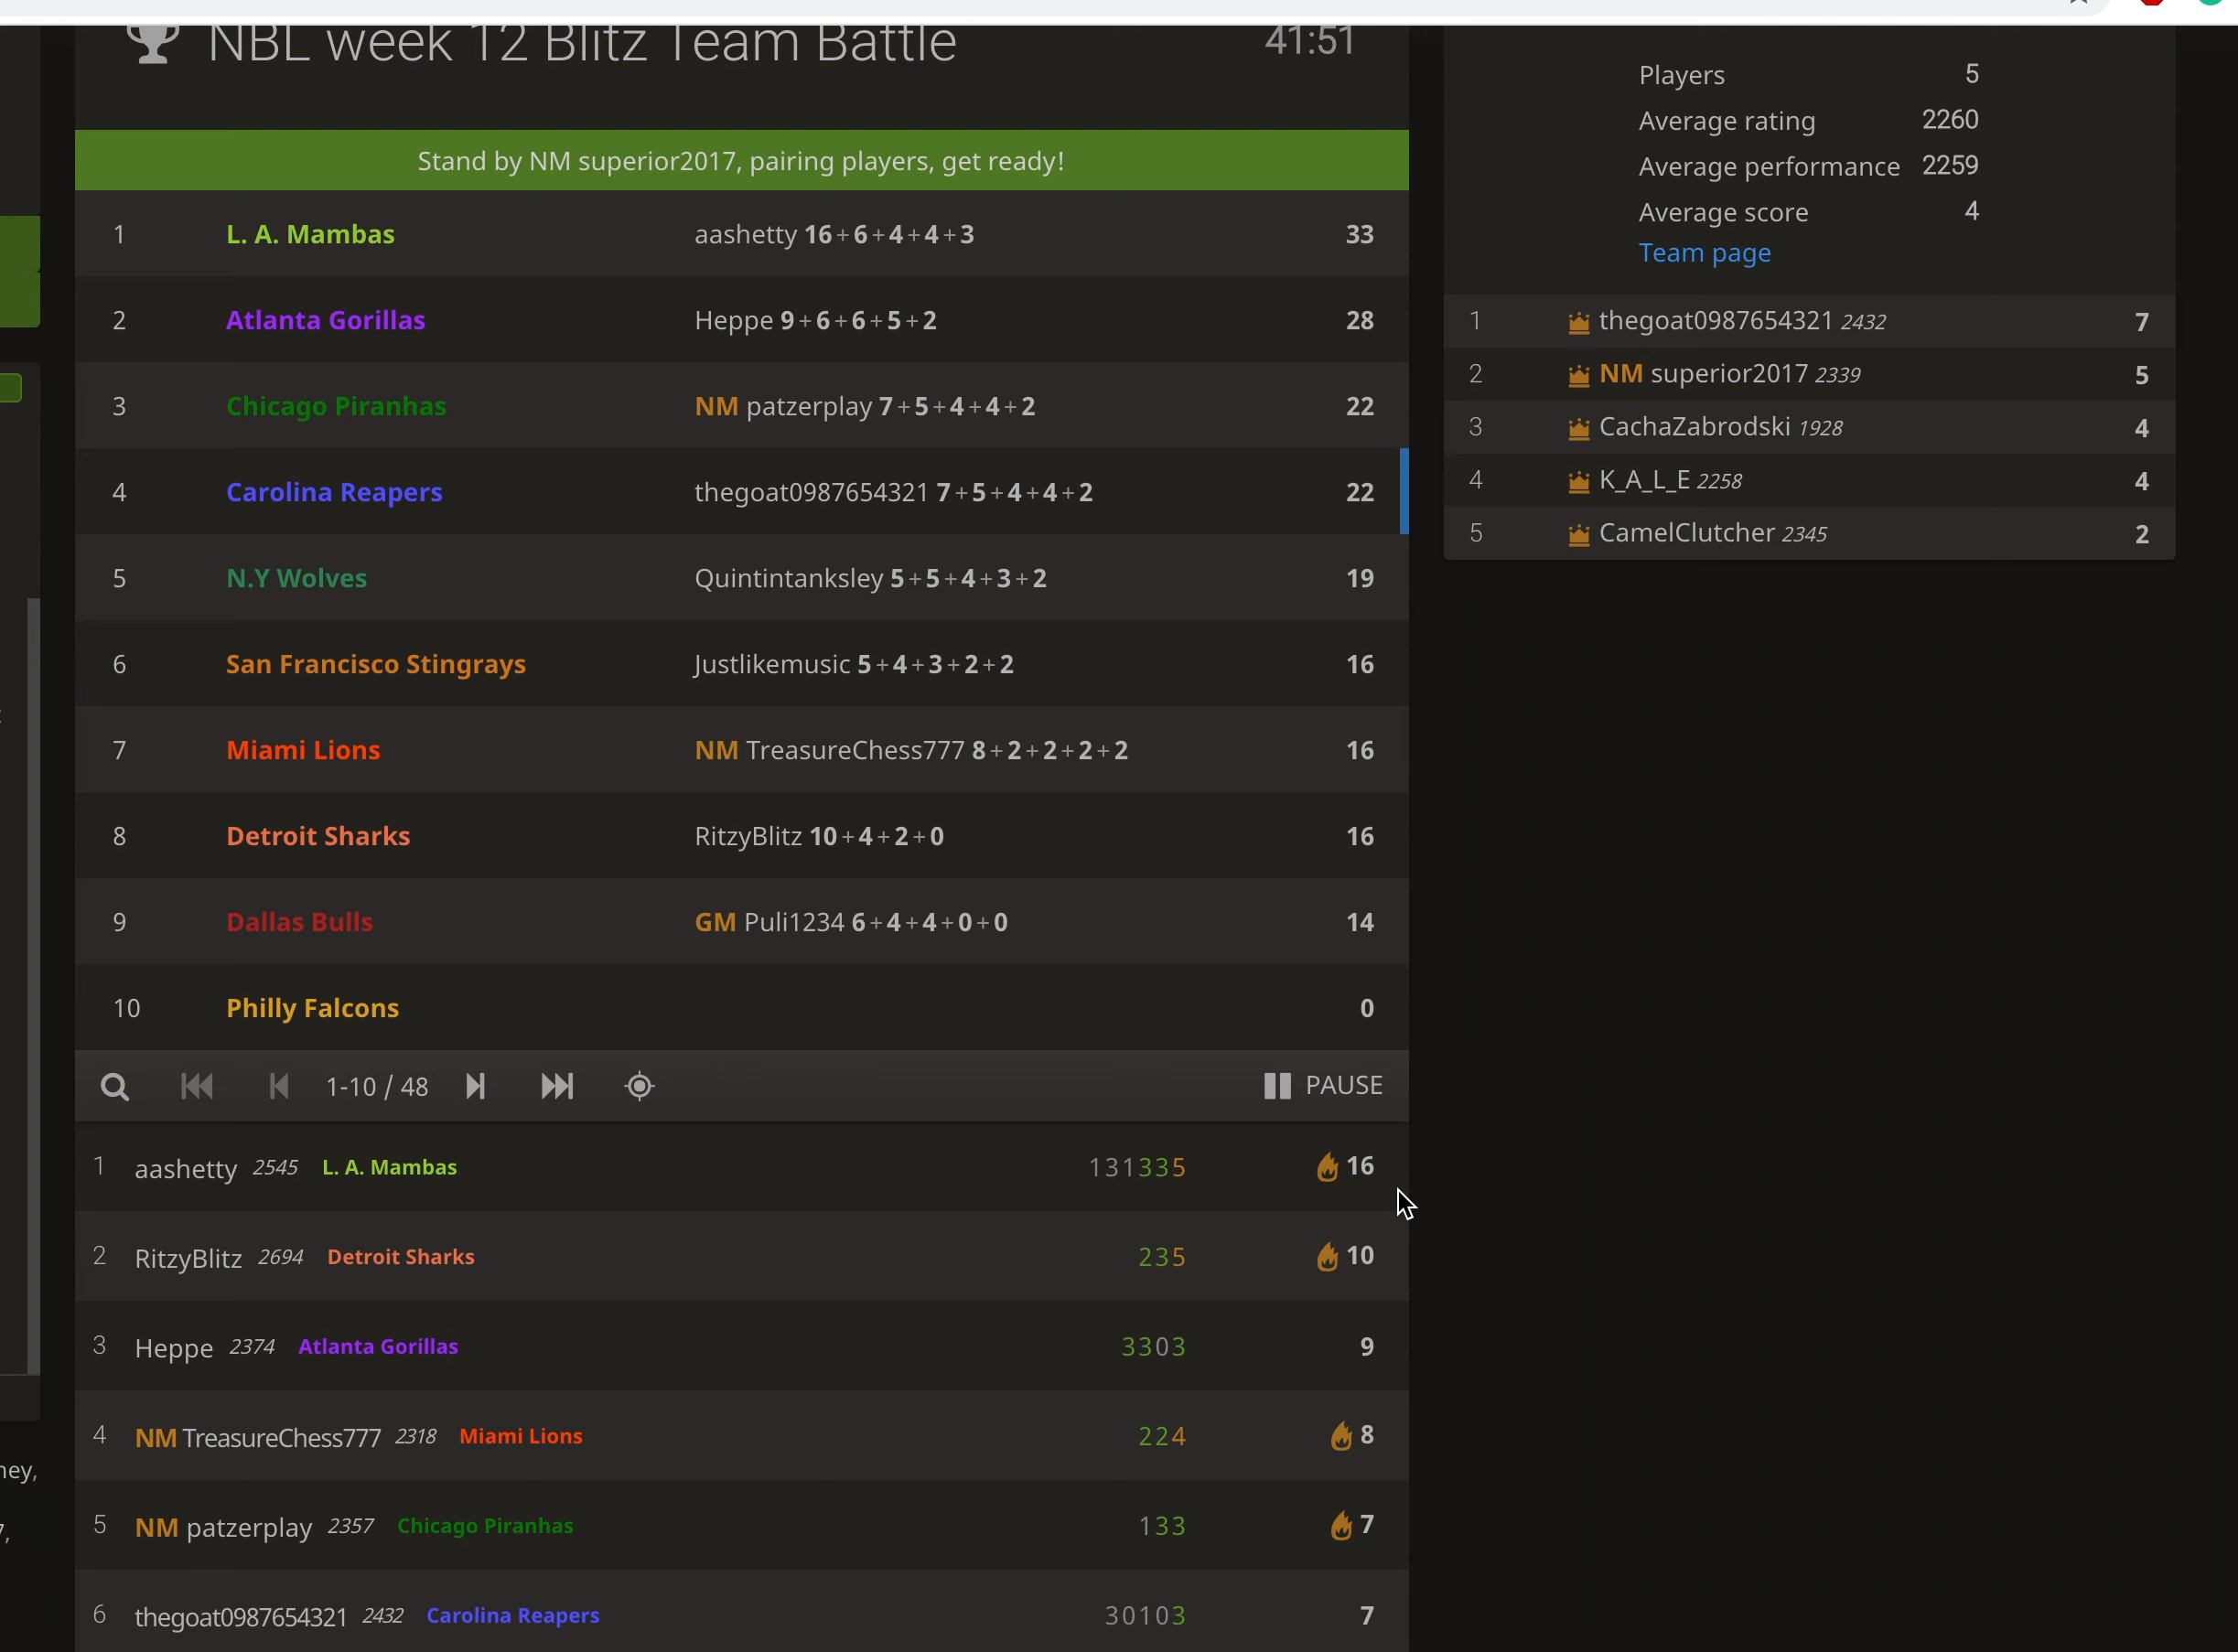 NBL week 12 Blitz Team Battle 41:51
Stand by NM superior2017, pairing players, get ready!
1 L. A. Mambas aashetty 16+6+4+4+3 33
2 Atlanta Gorillas Heppe 9+6+6+5+2 28
3 Chicago Piranhas NM patzerplay 7+5+4+4+2 22
4 Carolina Reapers thegoat0987654321 7+5+4+4+2 22
5 N.Y Wolves Quintintanksley 5+5+4+3+2 19
6 San Francisco Stingrays Justlikemusic 5+4+3+2+2 16
7 Miami Lions NM TreasureChess777 8+2+2+2+2 16
8 Detroit Sharks RitzyBlitz 10+4+2+0 16
9 Dallas Bulls GM Puli1234 6+4+4+0+0 14
10 Philly Falcons 0
1-10 / 48 PAUSE
1 aashetty 2545 L. A. Mambas 131335 16
2 RitzyBlitz 2694 Detroit Sharks 235 10
3 Heppe 2374 Atlanta Gorillas 3303 9
4 NM TreasureChess777 2318 Miami Lions 224 8
5 NM patzerplay 2357 Chicago Piranhas 133 7
6 thegoat0987654321 2432 Carolina Reapers 30103 7
Players 5
Average rating 2260
Average performance 2259
Average score 4
Team page
1 thegoat0987654321 2432 7
2 NM superior2017 2339 5
3 CachaZabrodski 1928 4
4 K_A_L_E 2258 4
5 CamelClutcher 2345 2